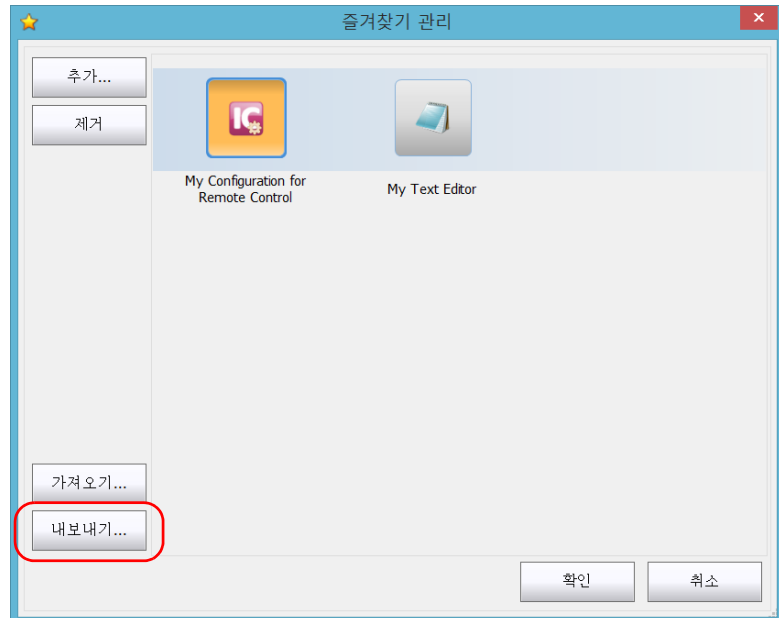 즐겨찾기 관리
추가...
제거
IC
My Configuration for
Remote Control
My Text Editor
가져오기...
내보내기...
확인
취소